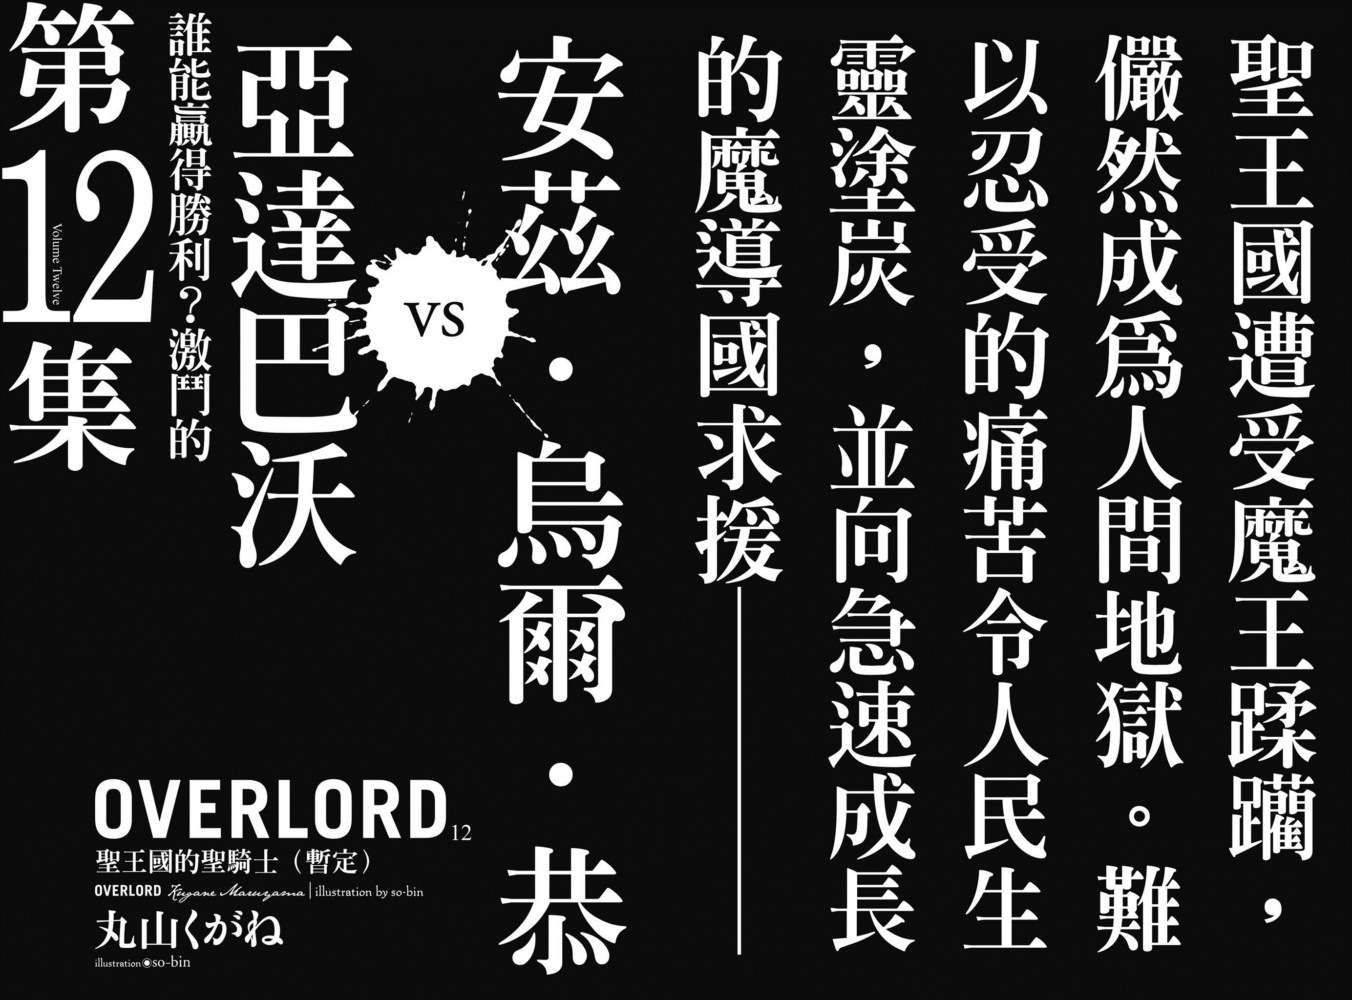 聖王國遭受魔王蹂躪，
儼然成爲人間地獄。難
以忍受的痛苦令人民生
靈塗炭，並向急速成長
的魔導國求援——
安茲・烏爾・恭
vs
亞達巴沃
誰能贏得勝利？激鬥的
第12集
Volume Twelve
OVERLORD 12
聖王國的聖騎士（暫定）
OVERLORD Kugane Maruyama | illustration by so-bin
丸山くがね
illustration◉so-bin